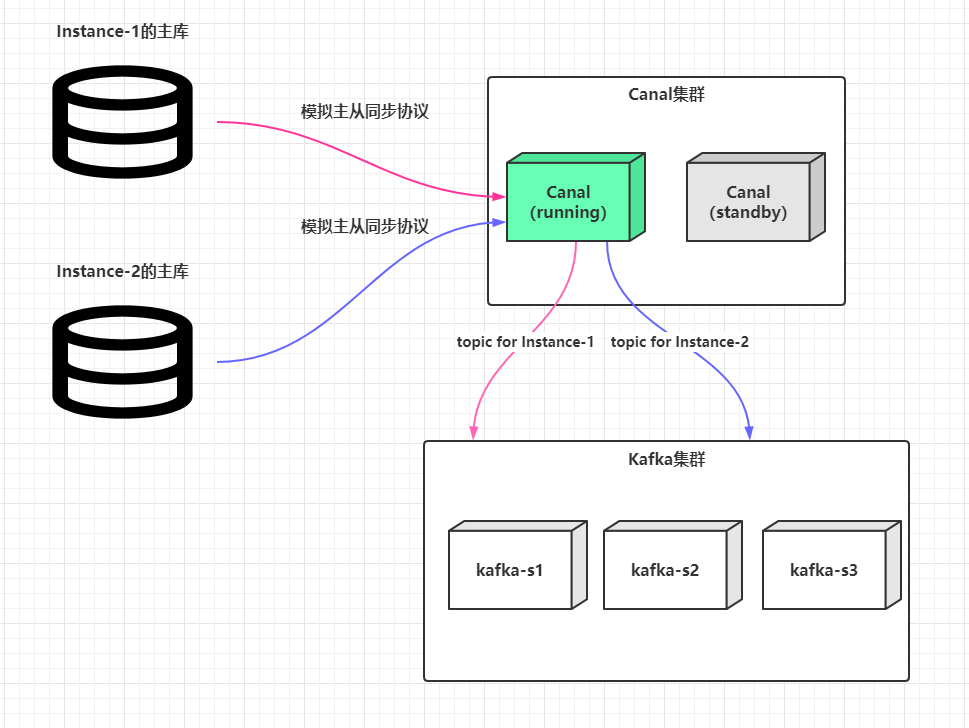 Instance-1的主库
模拟主从同步协议
Canal集群
Canal
(running)
Canal
(standby)
模拟主从同步协议
Instance-2的主库
topic for Instance-1
topic for Instance-2
Kafka集群
kafka-s1
kafka-s2
kafka-s3